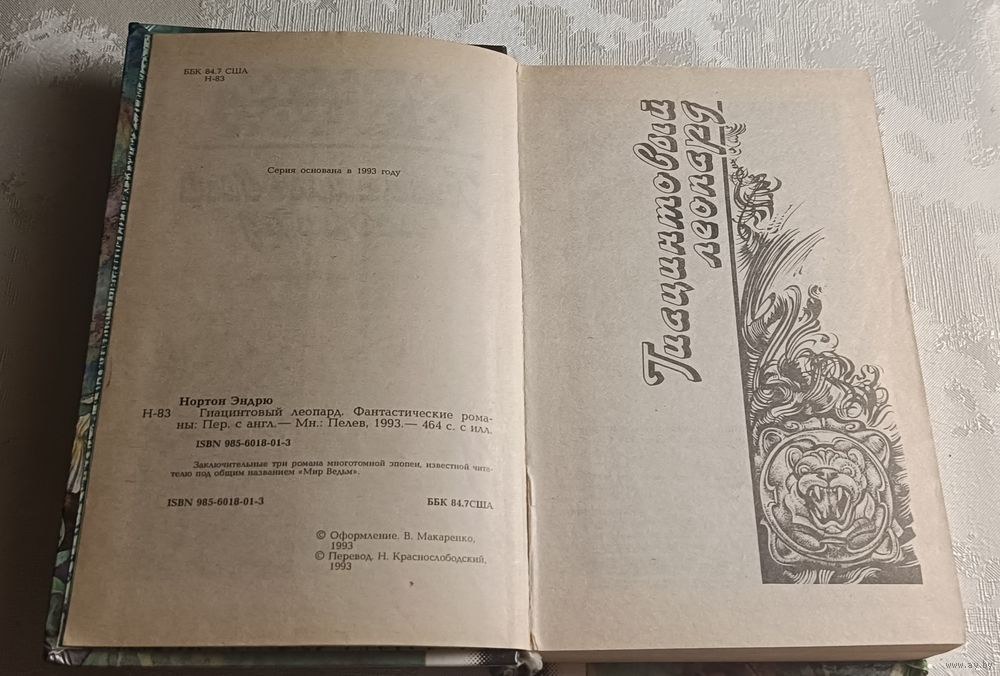 ББК 84.7 США
Н-83
Серия основана в 1993 году
Нортон Эндрю
Н-83 Гиацинтовый леопард. Фантастические рома-
ны: Пер. с англ.— Мн.: Пелев, 1993.— 464 с. с илл.
ISBN 985-6018-01-3
Заключительные три романа многотомной эпопеи, известной чита-
телю под общим названием «Мир Ведьм».
ISBN 985-6018-01-3 ББК 84.7США
© Оформление. В. Макаренко,
1993
© Перевод. Н. Краснослободский,
1993
Гиацинтовый
леопард
www.av.by